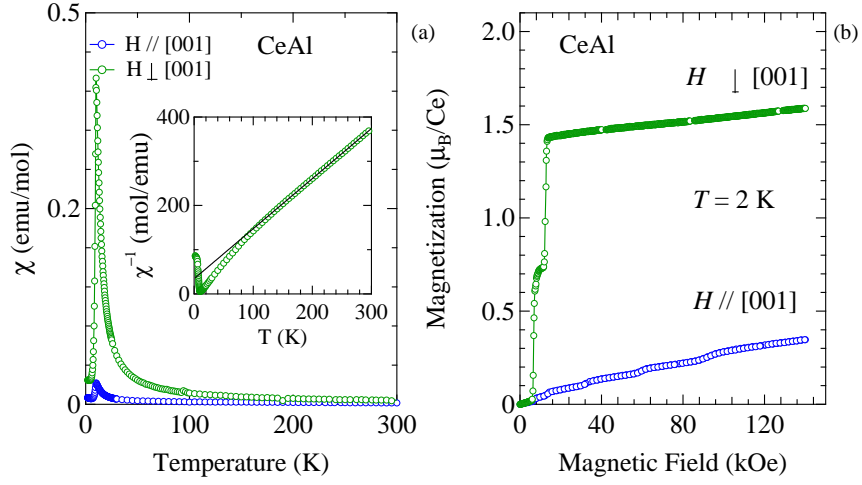 (a)
CeAl
H // [001]
H ⊥ [001]
0.5
0.2
0
χ (emu/mol)
0
100
200
300
Temperature (K)
400
300
200
100
0
χ⁻¹ (mol/emu)
0
100
200
300
T (K)
(b)
CeAl
H ⊥ [001]
T = 2 K
H // [001]
2.0
1.5
1.0
0.5
0
Magnetization (μB/Ce)
0
40
80
120
Magnetic Field (kOe)